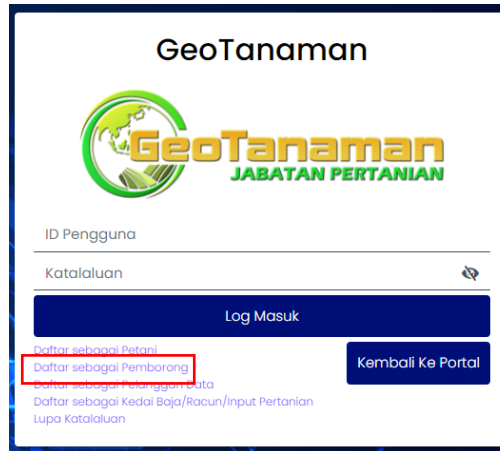 GeoTanaman
GeoTanaman
JABATAN PERTANIAN
ID Pengguna
Katalaluan
Log Masuk
Daftar sebagai Petani
Daftar sebagai Pemborong
Daftar sebagai Pelanggan Data
Daftar sebagai Kedai Baja/Racun/Input Pertanian
Lupa Katalaluan
Kembali Ke Portal